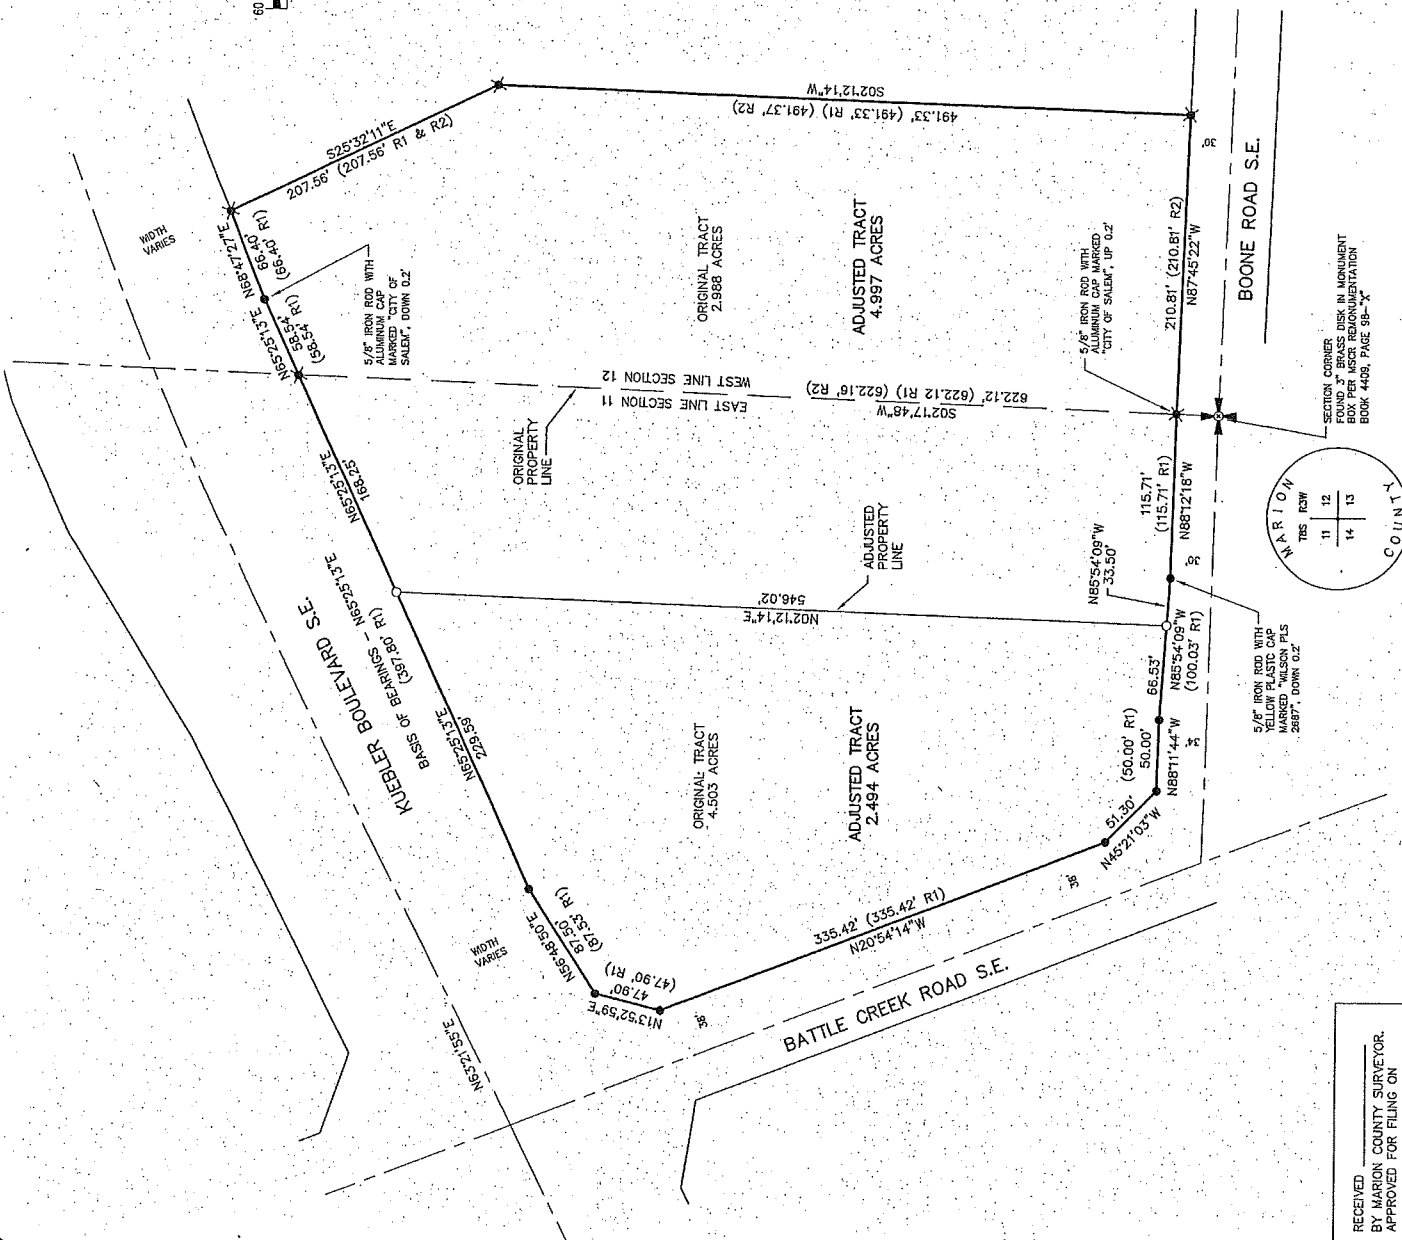 60
WIDTH
VARIES
S25°32'11"E
207.56' (207.56' R1 & R2)
N68°47'27"E
66.40'
(66.40' R1)
N65°25'13"E
58.54'
(58.54' R1)
5/8" IRON ROD WITH
ALUMINUM CAP
MARKED "CITY OF
SALEM", DOWN 0.2'
S02°12'14"W
491.33' (491.33' R1) (491.37' R2)
ORIGINAL TRACT
2.988 ACRES
ADJUSTED TRACT
4.997 ACRES
30'
BOONE ROAD S.E.
210.81' (210.81' R2)
N87°45'22"W
5/8" IRON ROD WITH
ALUMINUM CAP MARKED
"CITY OF SALEM", UP 0.2'
WEST LINE SECTION 12
EAST LINE SECTION 11
622.12' (622.12 R1) (622.16' R2)
S02°17'48"W
ORIGINAL
PROPERTY
LINE
SECTION CORNER
FOUND 3" BRASS DISK IN MONUMENT
BOX PER MSCR REMONUMENTATION
BOOK 4409, PAGE 98-"X"
MARION
T8S R3W
11 12
14 13
COUNTY
N65°25'13"E
168.25'
KUEBLER BOULEVARD S.E.
BASIS OF BEARINGS - N65°25'13"E
(397.80' R1)
115.71'
(115.71' R1)
N88°12'18"W
N85°54'09"W
33.50'
ADJUSTED
PROPERTY
LINE
546.02'
N02°12'14"E
5/8" IRON ROD WITH
YELLOW PLASTC CAP
MARKED "WILSON PLS
2687", DOWN 0.2'
66.53'
N85°54'09"W
(100.03' R1)
N65°25'13"E
229.59'
ORIGINAL TRACT
4.503 ACRES
ADJUSTED TRACT
2.494 ACRES
(50.00' R1)
50.00'
N88°11'44"W
34'
51.30'
N45°21'03"W
38'
WIDTH
VARIES
N56°48'50"E
87.50'
(87.53' R1)
N13°52'59"E
47.90'
(47.90' R1)
335.42' (335.42' R1)
N20°54'14"W
38'
BATTLE CREEK ROAD S.E.
N63°21'55"E
RECEIVED
BY MARION COUNTY SURVEYOR.
APPROVED FOR FILING ON